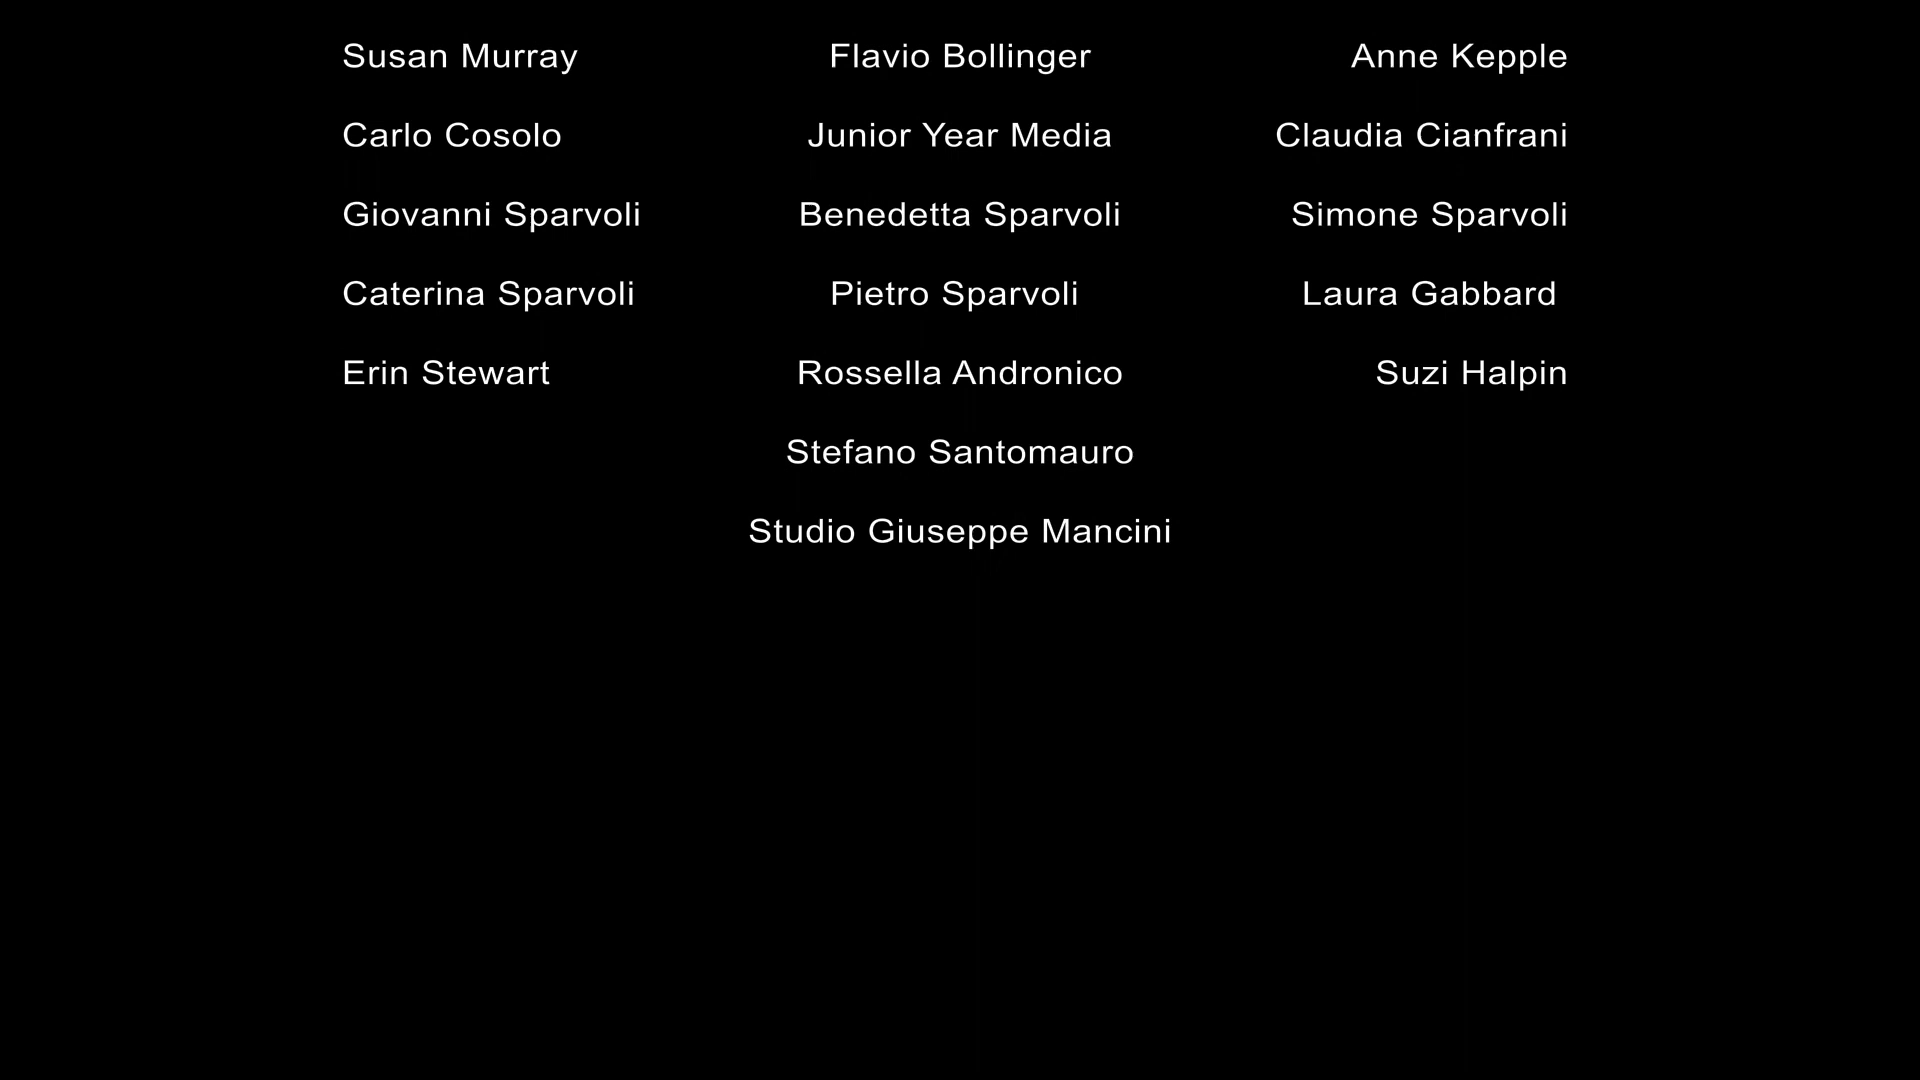 Susan Murray Flavio Bollinger Anne Kepple
Carlo Cosolo Junior Year Media Claudia Cianfrani
Giovanni Sparvoli Benedetta Sparvoli Simone Sparvoli
Caterina Sparvoli Pietro Sparvoli Laura Gabbard
Erin Stewart Rossella Andronico Suzi Halpin
Stefano Santomauro
Studio Giuseppe Mancini